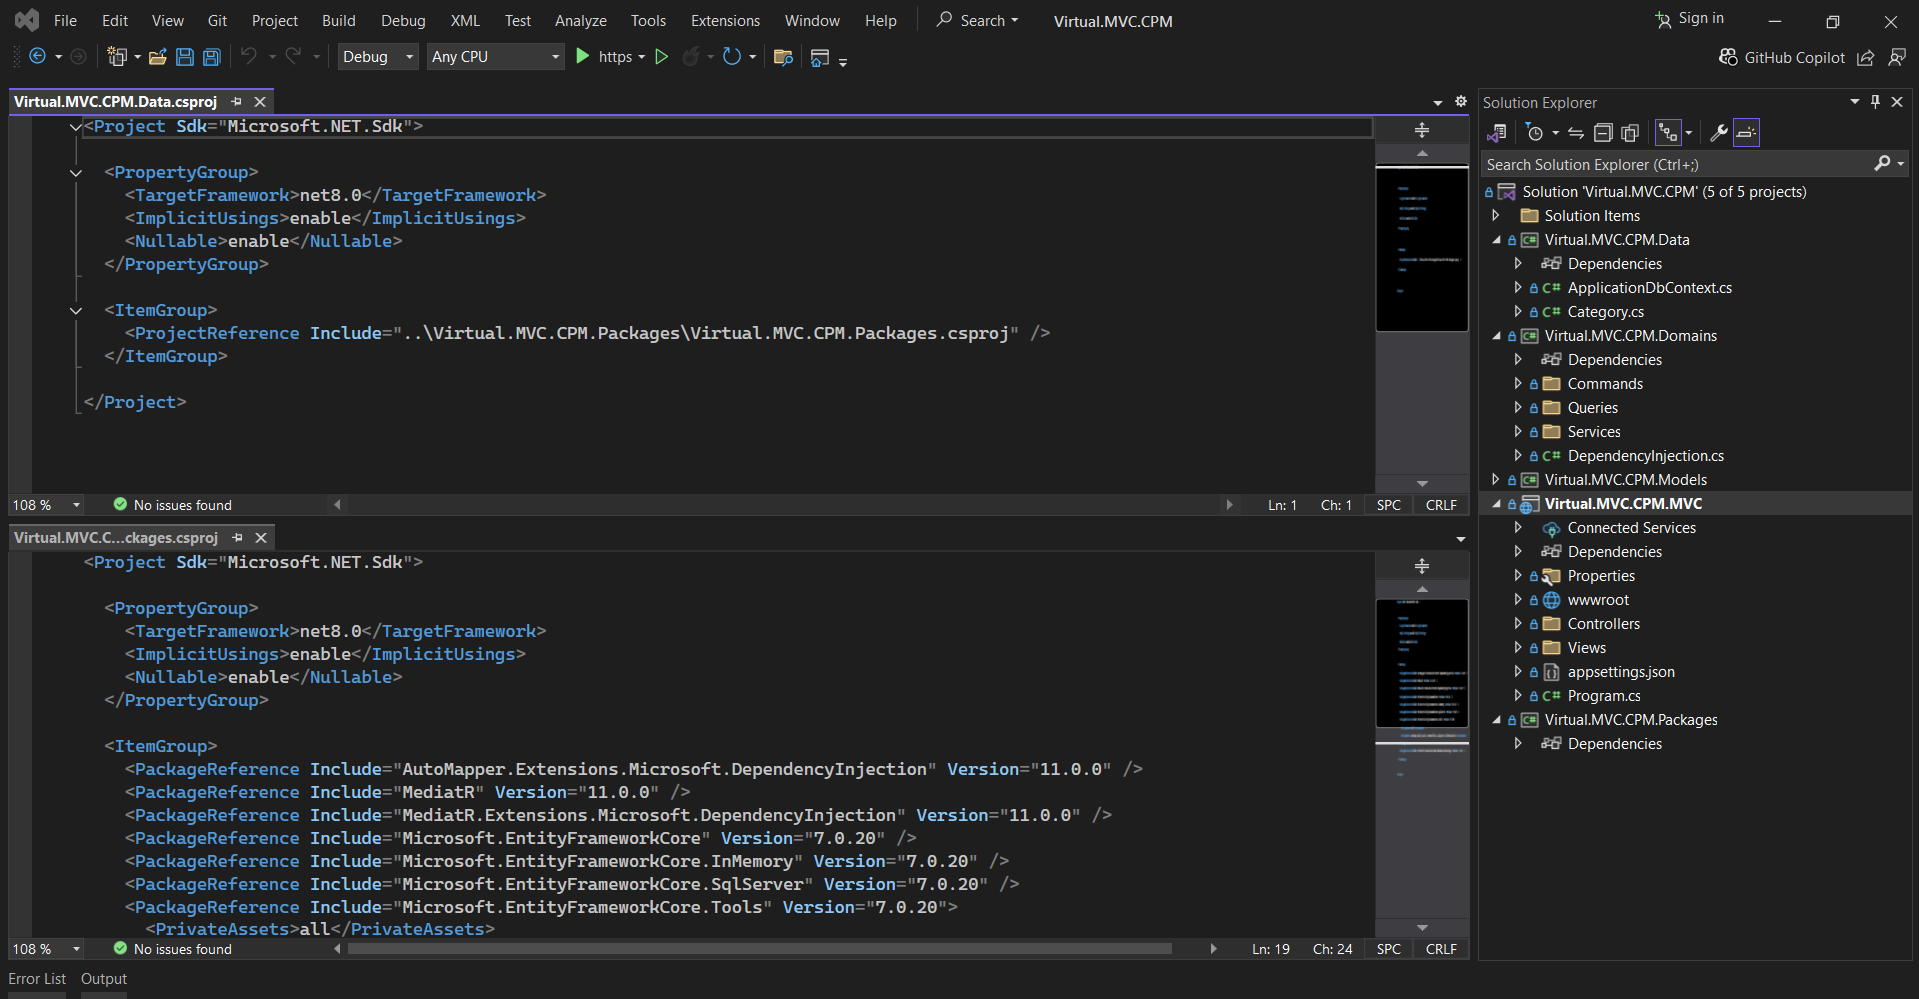 File Edit View Git Project Build Debug XML Test Analyze Tools Extensions Window Help Search Virtual.MVC.CPM Sign in
Debug Any CPU https GitHub Copilot
Virtual.MVC.CPM.Data.csproj
<Project Sdk="Microsoft.NET.Sdk">
<PropertyGroup>
<TargetFramework>net8.0</TargetFramework>
<ImplicitUsings>enable</ImplicitUsings>
<Nullable>enable</Nullable>
</PropertyGroup>
<ItemGroup>
<ProjectReference Include="..\Virtual.MVC.CPM.Packages\Virtual.MVC.CPM.Packages.csproj" />
</ItemGroup>
</Project>
108 % No issues found Ln: 1 Ch: 1 SPC CRLF
Virtual.MVC.C...ckages.csproj
<Project Sdk="Microsoft.NET.Sdk">
<PropertyGroup>
<TargetFramework>net8.0</TargetFramework>
<ImplicitUsings>enable</ImplicitUsings>
<Nullable>enable</Nullable>
</PropertyGroup>
<ItemGroup>
<PackageReference Include="AutoMapper.Extensions.Microsoft.DependencyInjection" Version="11.0.0" />
<PackageReference Include="MediatR" Version="11.0.0" />
<PackageReference Include="MediatR.Extensions.Microsoft.DependencyInjection" Version="11.0.0" />
<PackageReference Include="Microsoft.EntityFrameworkCore" Version="7.0.20" />
<PackageReference Include="Microsoft.EntityFrameworkCore.InMemory" Version="7.0.20" />
<PackageReference Include="Microsoft.EntityFrameworkCore.SqlServer" Version="7.0.20" />
<PackageReference Include="Microsoft.EntityFrameworkCore.Tools" Version="7.0.20">
<PrivateAssets>all</PrivateAssets>
108 % No issues found Ln: 19 Ch: 24 SPC CRLF
Error List Output
Solution Explorer
Search Solution Explorer (Ctrl+;)
Solution 'Virtual.MVC.CPM' (5 of 5 projects)
Solution Items
C# Virtual.MVC.CPM.Data
Dependencies
C# ApplicationDbContext.cs
C# Category.cs
C# Virtual.MVC.CPM.Domains
Dependencies
Commands
Queries
Services
C# DependencyInjection.cs
C# Virtual.MVC.CPM.Models
Virtual.MVC.CPM.MVC
Connected Services
Dependencies
Properties
wwwroot
Controllers
Views
appsettings.json
C# Program.cs
C# Virtual.MVC.CPM.Packages
Dependencies